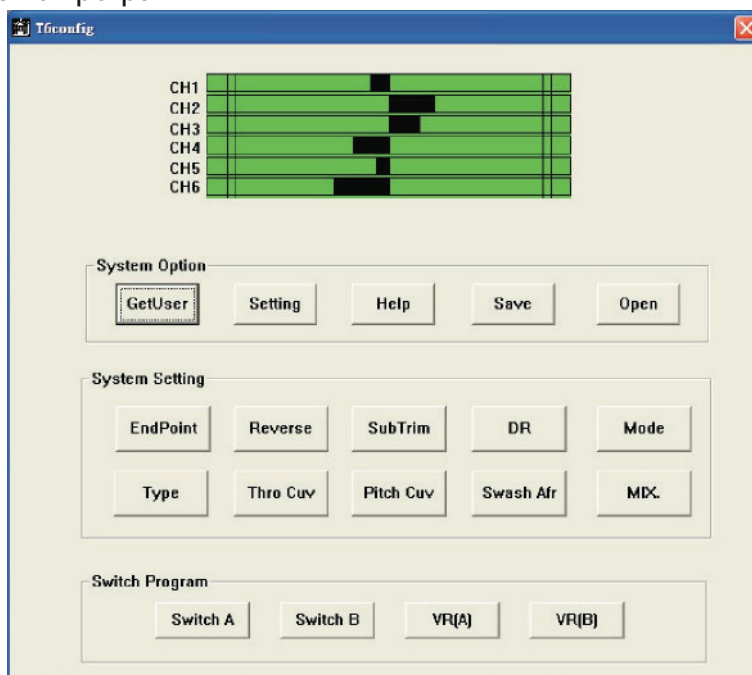 T6config
CH1
CH2
CH3
CH4
CH5
CH6
System Option
GetUser Setting Help Save Open
System Setting
EndPoint Reverse SubTrim DR Mode
Type Thro Cuv Pitch Cuv Swash Afr MIX.
Switch Program
Switch A Switch B VR(A) VR(B)